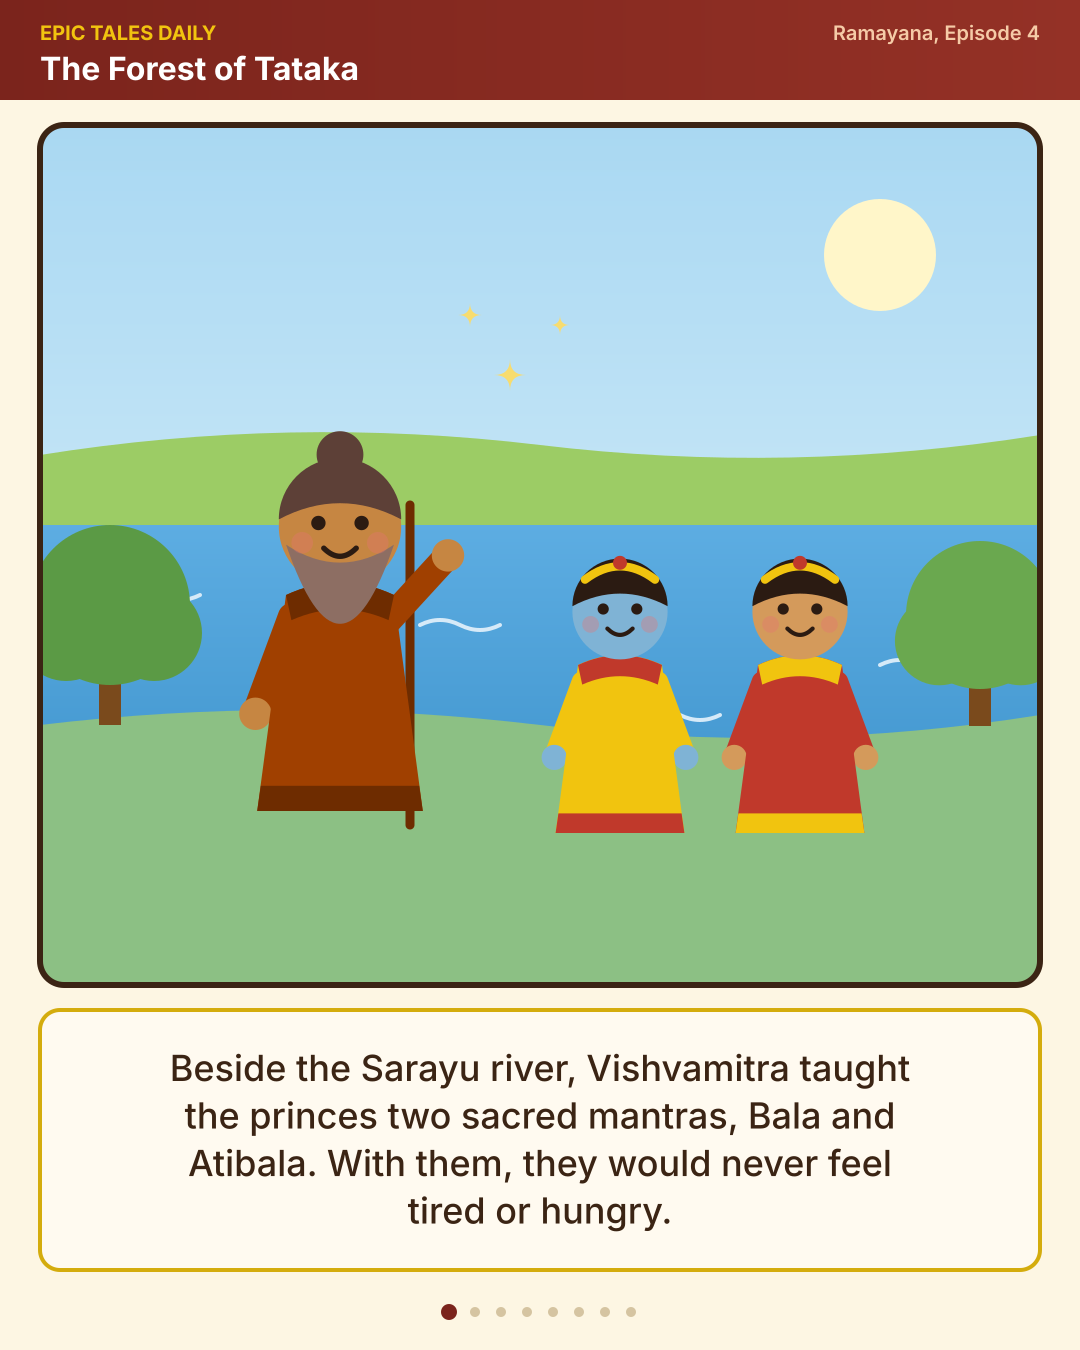 EPIC TALES DAILY
Ramayana, Episode 4
The Forest of Tataka
Beside the Sarayu river, Vishvamitra taught
the princes two sacred mantras, Bala and
Atibala. With them, they would never feel
tired or hungry.